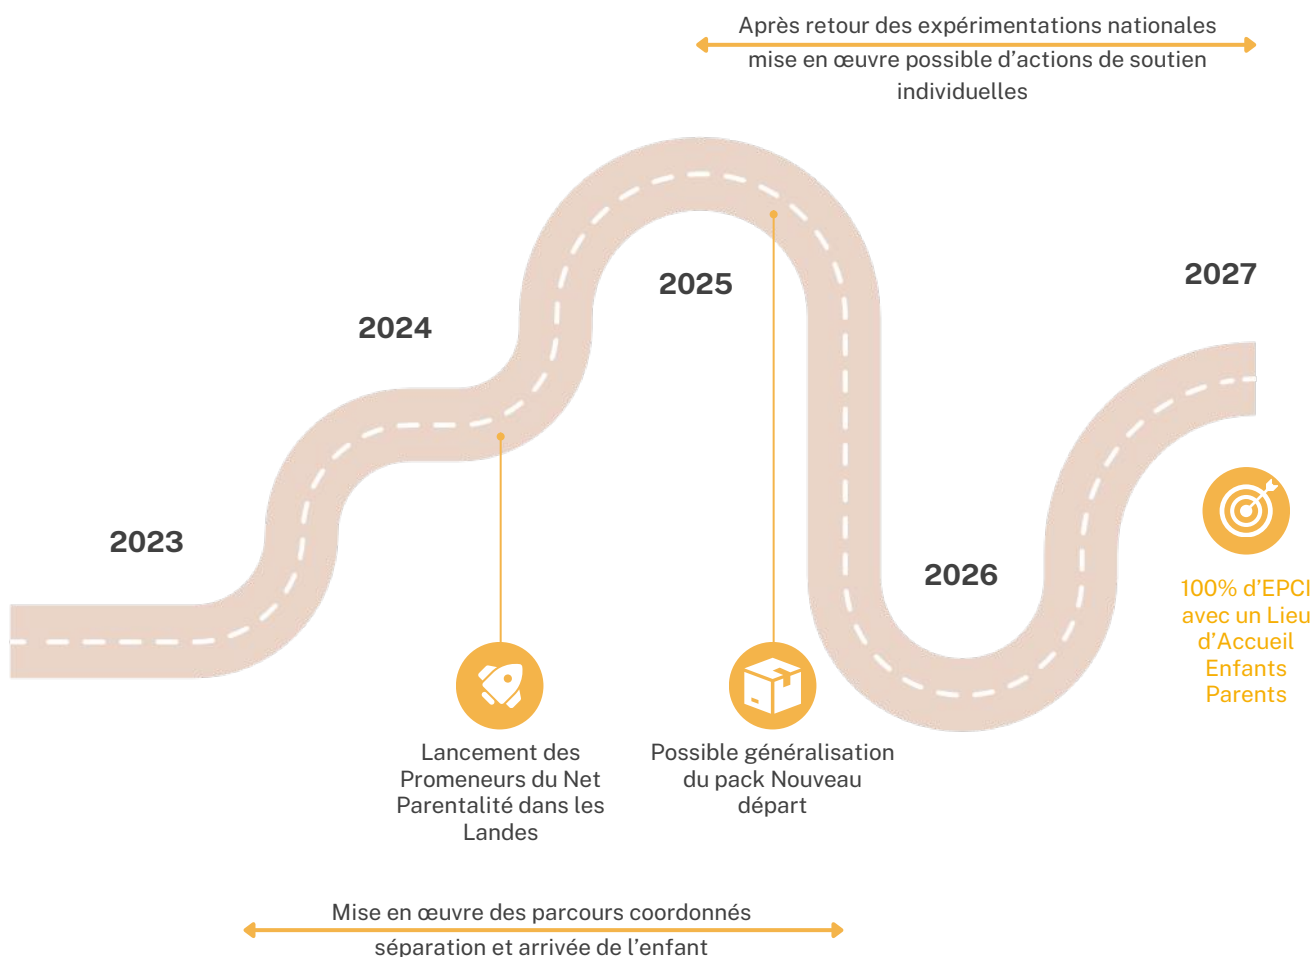 Après retour des expérimentations nationales
mise en œuvre possible d’actions de soutien
individuelles
2023
2024
2025
2026
2027
Lancement des
Promeneurs du Net
Parentalité dans les
Landes
Possible généralisation
du pack Nouveau
départ
100% d’EPCI
avec un Lieu
d’Accueil
Enfants
Parents
Mise en œuvre des parcours coordonnés
séparation et arrivée de l’enfant